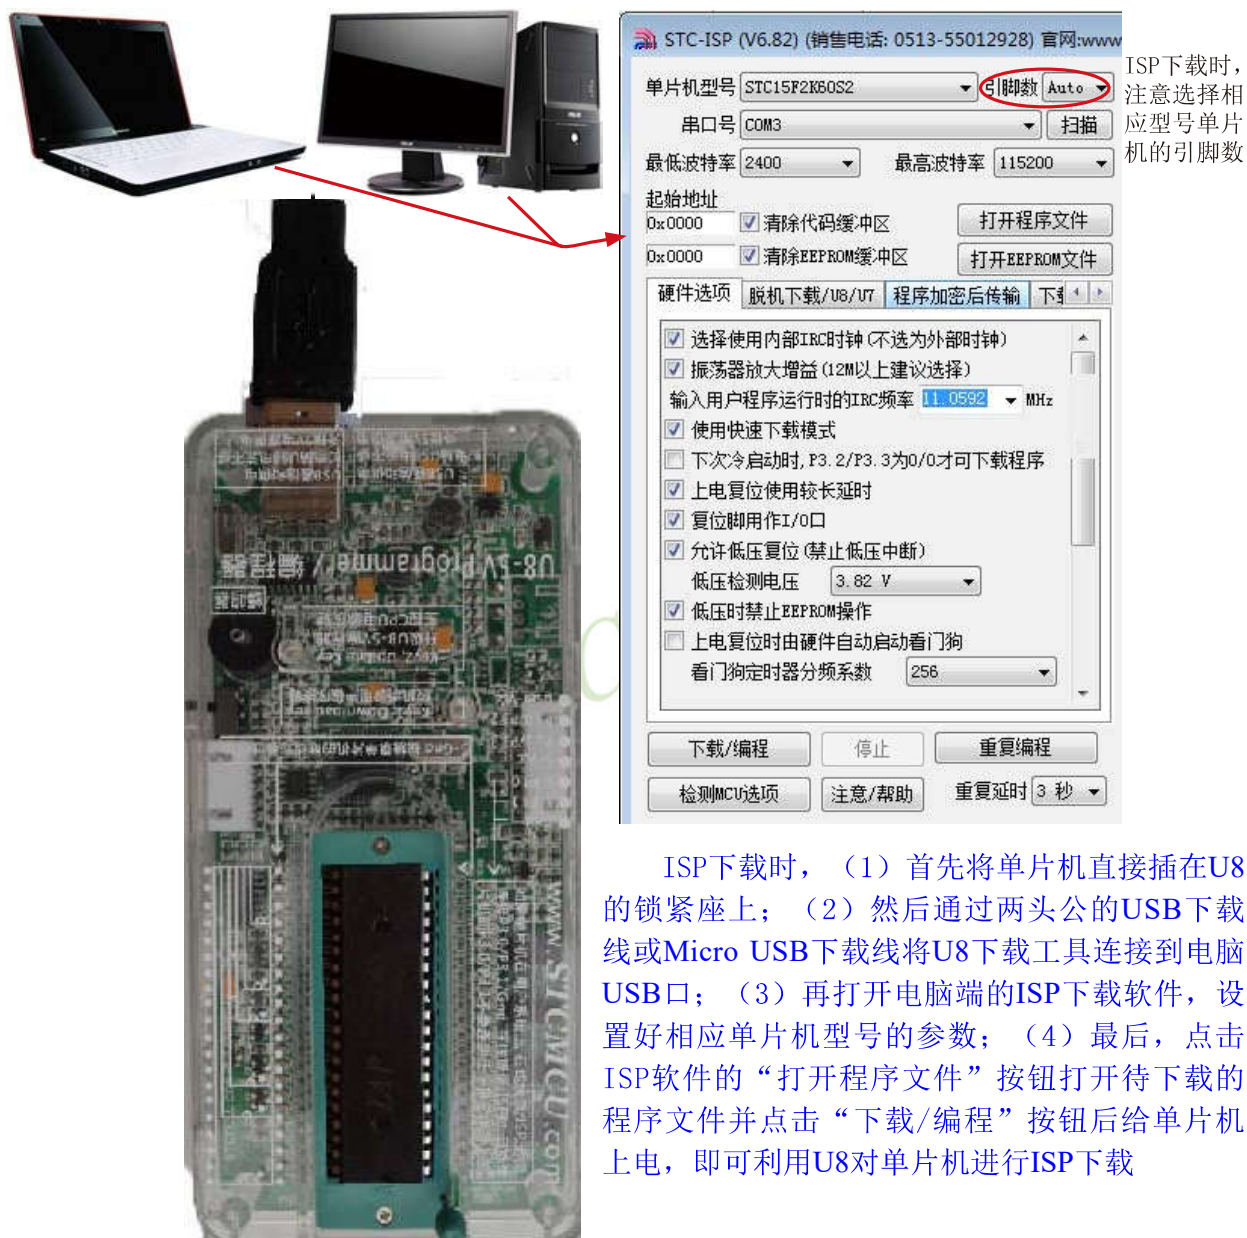 STC-ISP (V6.82) (销售电话: 0513-55012928) 官网:www
单片机型号 STC15F2K60S2 引脚数 Auto
串口号 COM3 扫描
最低波特率 2400 最高波特率 115200
起始地址
0x0000 清除代码缓冲区 打开程序文件
0x0000 清除EEPROM缓冲区 打开EEPROM文件
硬件选项 脱机下载/U8/U7 程序加密后传输
选择使用内部IRC时钟(不选为外部时钟)
振荡器放大增益(12M以上建议选择)
输入用户程序运行时的IRC频率 11.0592 MHz
使用快速下载模式
下次冷启动时,P3.2/P3.3为0/0才可下载程序
上电复位使用较长延时
复位脚用作I/O口
允许低压复位(禁止低压中断)
低压检测电压 3.82 V
低压时禁止EEPROM操作
上电复位时由硬件自动启动看门狗
看门狗定时器分频系数 256
下载/编程 停止 重复编程
检测MCU选项 注意/帮助 重复延时 3 秒
ISP下载时，
注意选择相
应型号单片
机的引脚数
U8-5V Programmer / 编程器
www.STCMCU.com
ISP下载时，（1）首先将单片机直接插在U8
的锁紧座上；（2）然后通过两头公的USB下载
线或Micro USB下载线将U8下载工具连接到电脑
USB口；（3）再打开电脑端的ISP下载软件，设
置好相应单片机型号的参数；（4）最后，点击
ISP软件的“打开程序文件”按钮打开待下载的
程序文件并点击“下载/编程”按钮后给单片机
上电，即可利用U8对单片机进行ISP下载